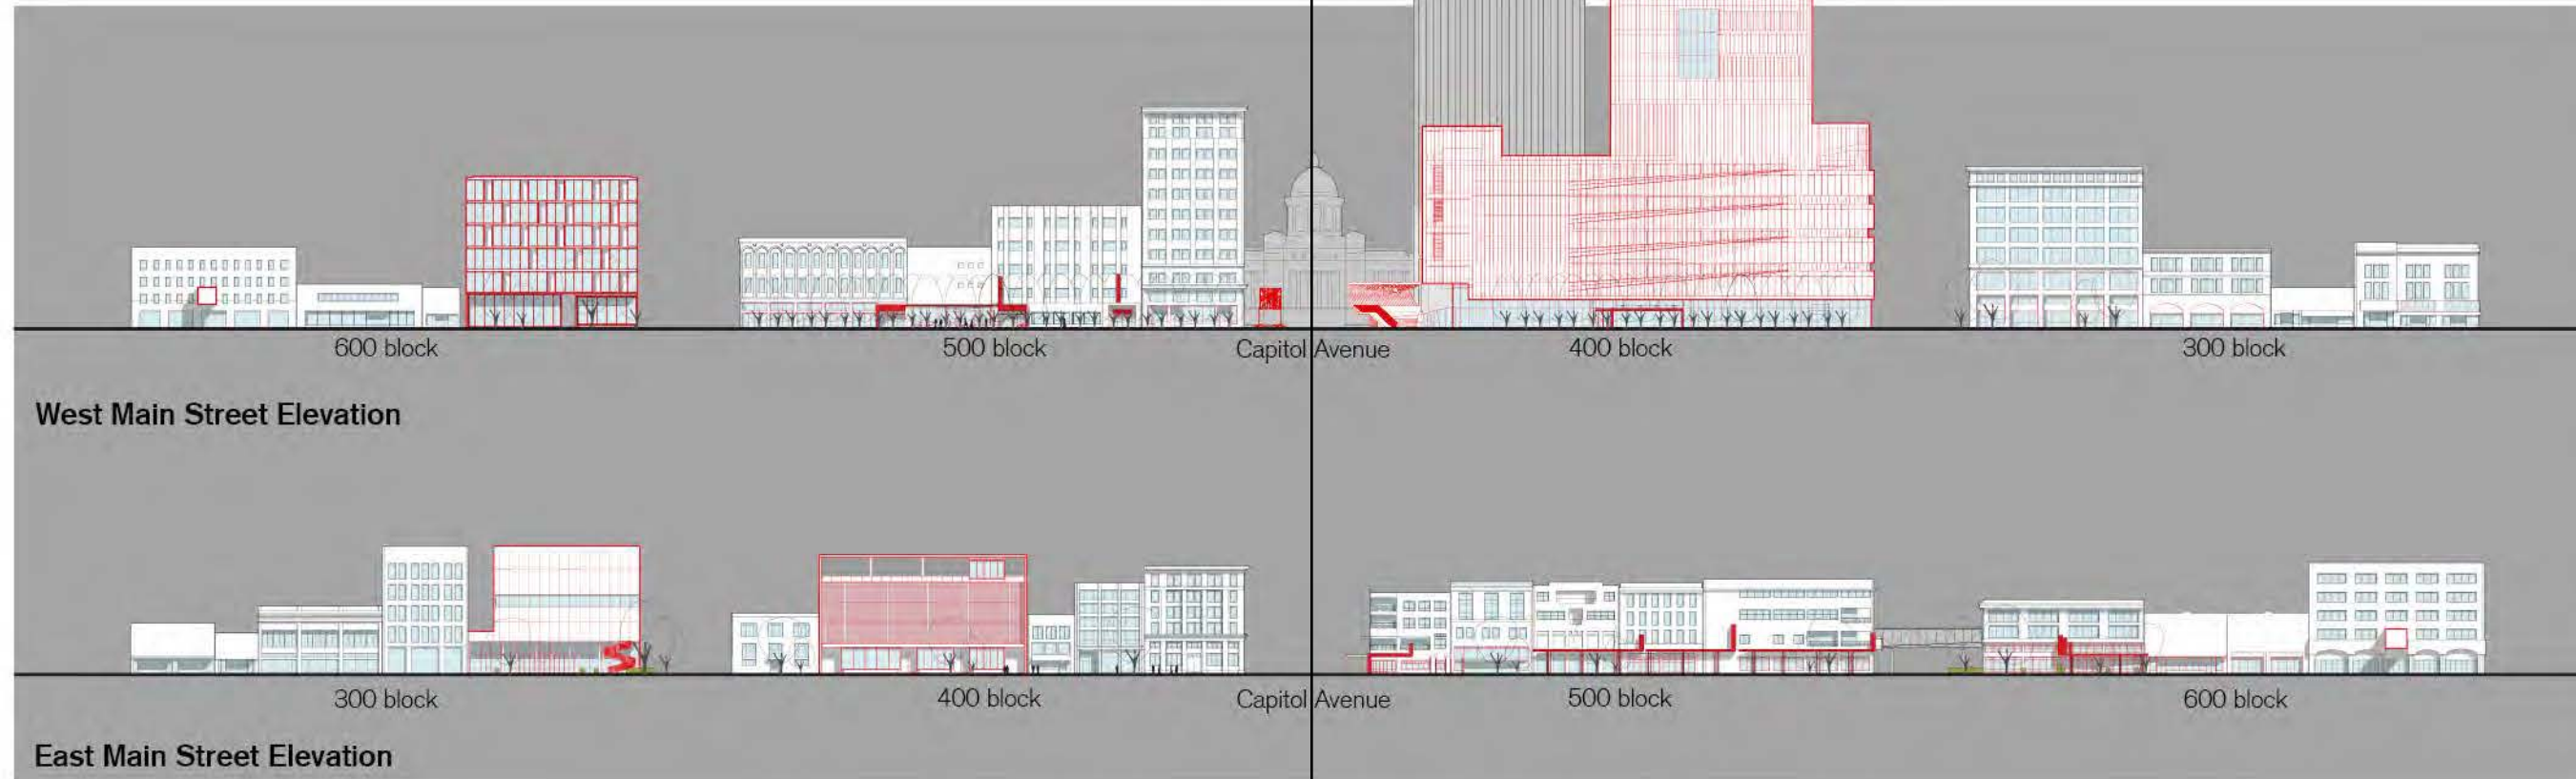 600 block
500 block
Capitol Avenue
400 block
300 block
West Main Street Elevation
300 block
400 block
Capitol Avenue
500 block
600 block
East Main Street Elevation